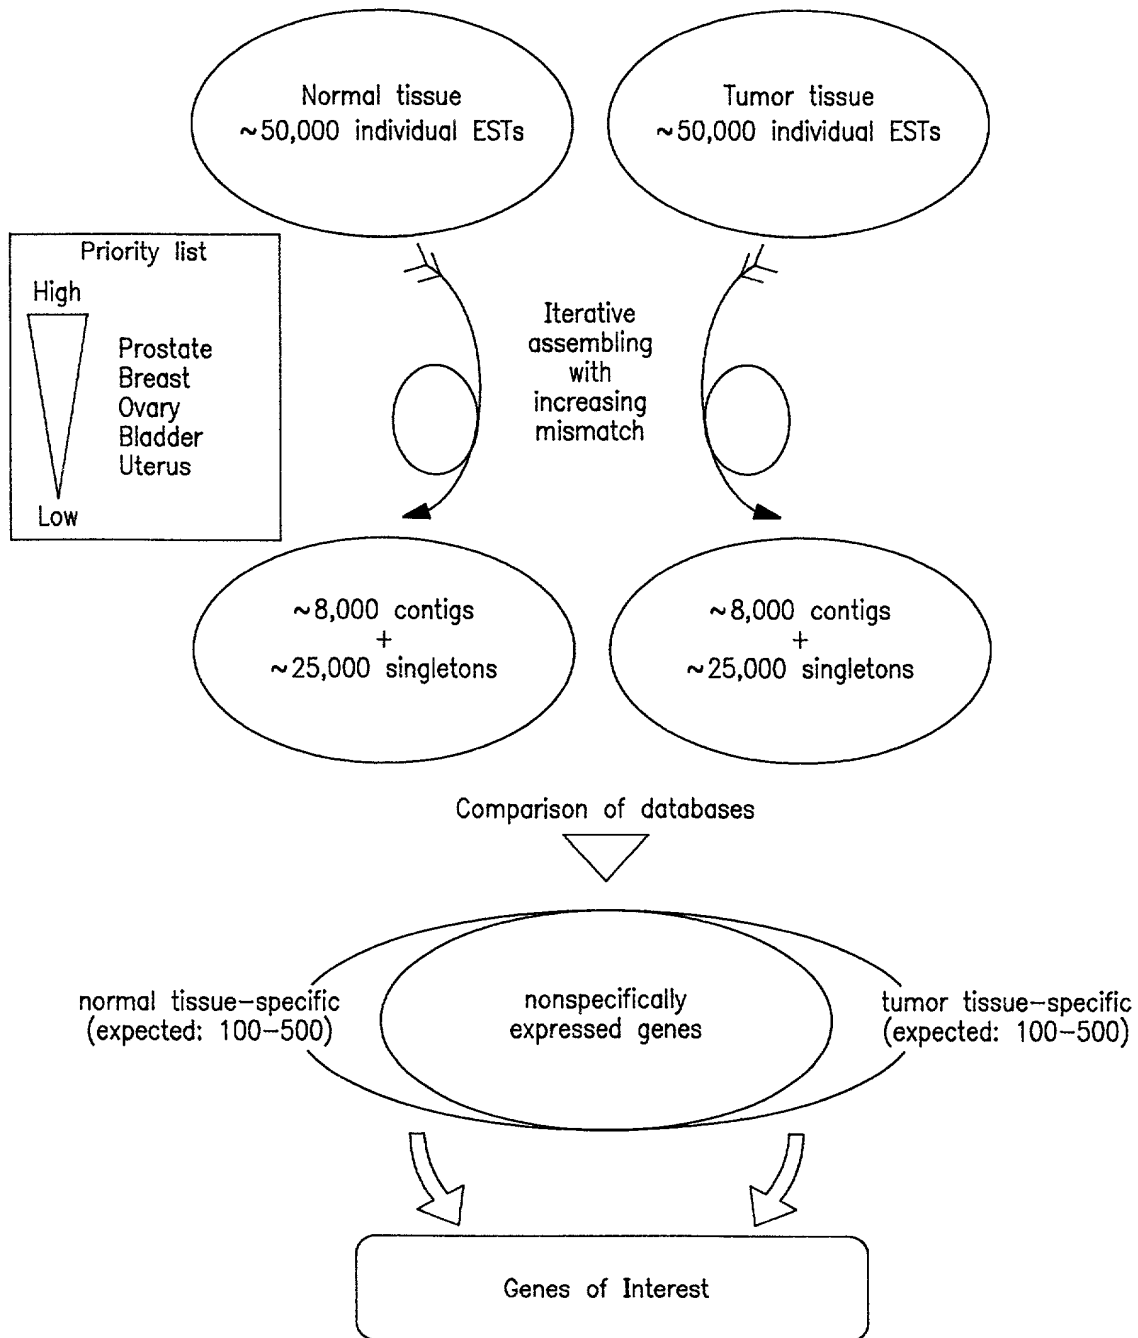 Normal tissue
~50,000 individual ESTs
Tumor tissue
~50,000 individual ESTs
Priority list
High
Prostate
Breast
Ovary
Bladder
Uterus
Low
Iterative
assembling
with
increasing
mismatch
~8,000 contigs
+
~25,000 singletons
~8,000 contigs
+
~25,000 singletons
Comparison of databases
normal tissue-specific
(expected: 100-500)
nonspecifically
expressed genes
tumor tissue-specific
(expected: 100-500)
Genes of Interest